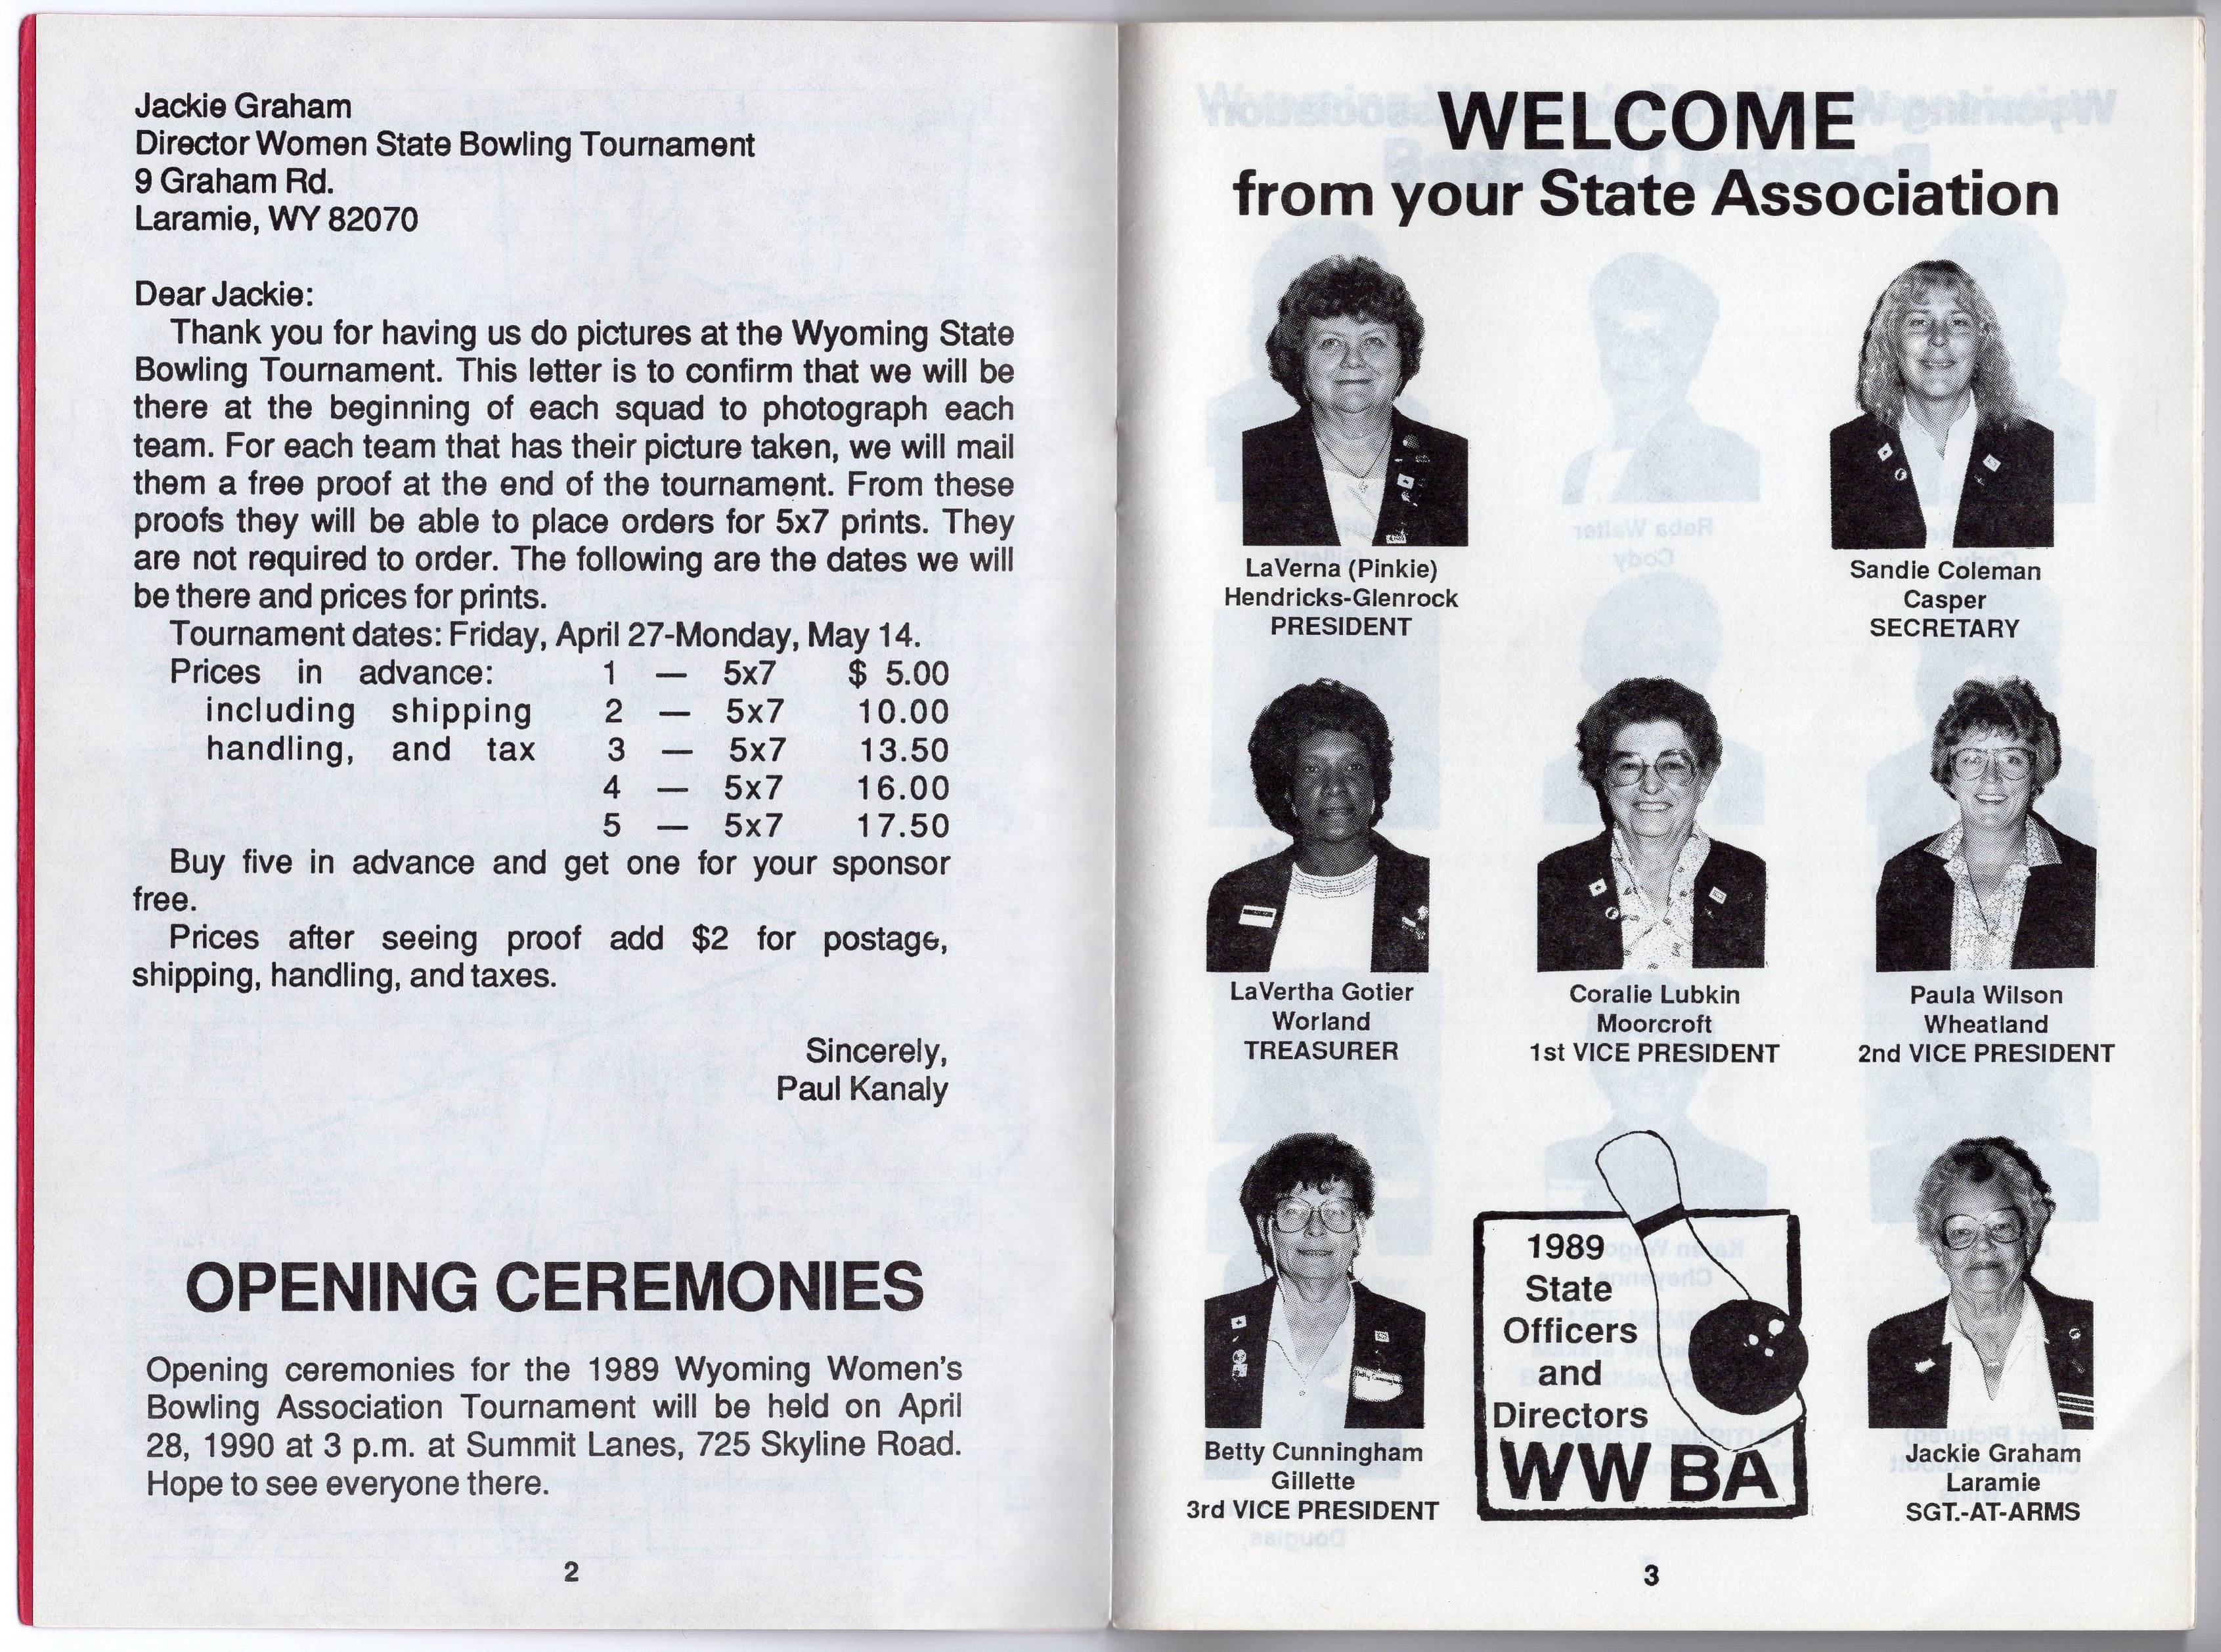 Jackie Graham
Director Women State Bowling Tournament
9 Graham Rd.
Laramie, WY 82070
Dear Jackie:
Thank you for having us do pictures at the Wyoming State
Bowling Tournament. This letter is to confirm that we will be
there at the beginning of each squad to photograph each
team. For each team that has their picture taken, we will mail
them a free proof at the end of the tournament. From these
proofs they will be able to place orders for 5x7 prints. They
are not required to order. The following are the dates we will
be there and prices for prints.
Tournament dates: Friday, April 27-Monday, May 14.
Prices in advance: 1 — 5x7 $ 5.00
including shipping 2 — 5x7 10.00
handling, and tax 3 — 5x7 13.50
4 — 5x7 16.00
5 — 5x7 17.50
Buy five in advance and get one for your sponsor
free.
Prices after seeing proof add $2 for postage,
shipping, handling, and taxes.
Sincerely,
Paul Kanaly
OPENING CEREMONIES
Opening ceremonies for the 1989 Wyoming Women's
Bowling Association Tournament will be held on April
28, 1990 at 3 p.m. at Summit Lanes, 725 Skyline Road.
Hope to see everyone there.
2
WELCOME
from your State Association
LaVerna (Pinkie)
Hendricks-Glenrock
PRESIDENT
Sandie Coleman
Casper
SECRETARY
LaVertha Gotier
Worland
TREASURER
Coralie Lubkin
Moorcroft
1st VICE PRESIDENT
Paula Wilson
Wheatland
2nd VICE PRESIDENT
Betty Cunningham
Gillette
3rd VICE PRESIDENT
1989
State
Officers
and
Directors
WWBA
Jackie Graham
Laramie
SGT.-AT-ARMS
3